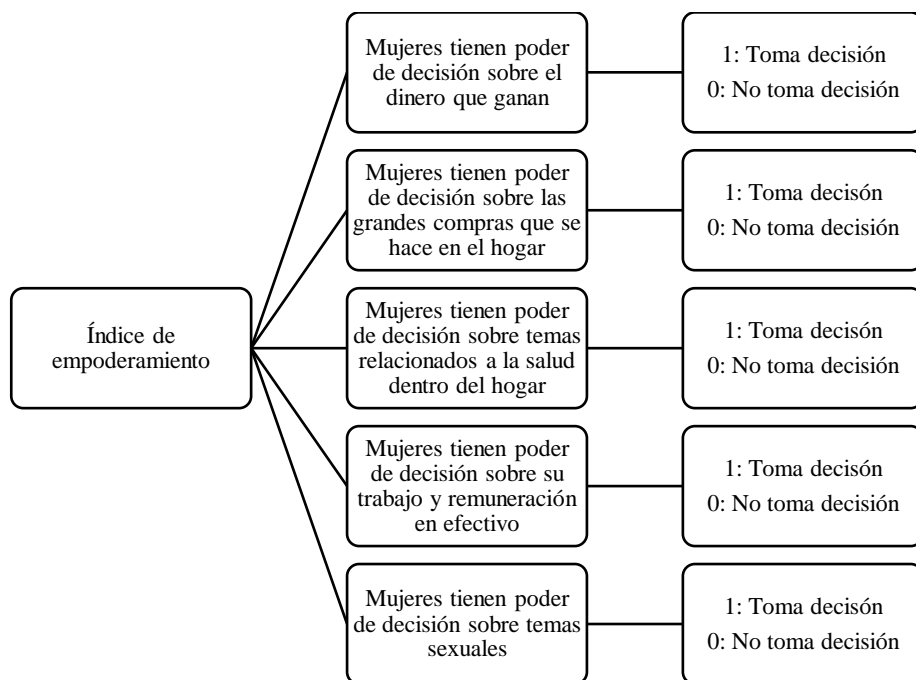 Mujeres tienen poder
de decisión sobre el
dinero que ganan
1: Toma decisión
0: No toma decisión
Mujeres tienen poder
de decisión sobre las
grandes compras que se
hace en el hogar
1: Toma decisón
0: No toma decisión
Índice de
empoderamiento
Mujeres tienen poder
de decisión sobre temas
relacionados a la salud
dentro del hogar
1: Toma decisón
0: No toma decisión
Mujeres tienen poder
de decisión sobre su
trabajo y remuneración
en efectivo
1: Toma decisón
0: No toma decisión
Mujeres tienen poder
de decisión sobre temas
sexuales
1: Toma decisón
0: No toma decisión